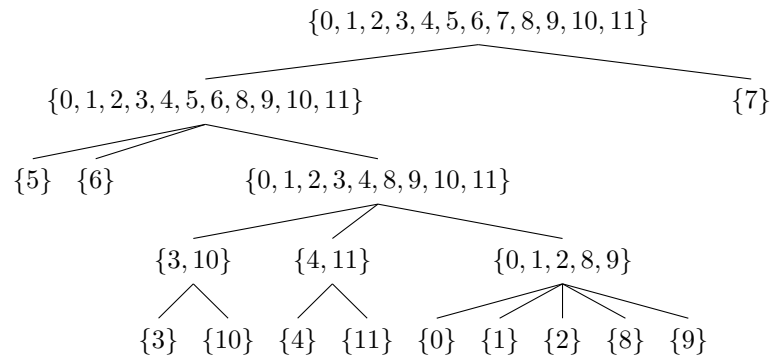 {0, 1, 2, 3, 4, 5, 6, 7, 8, 9, 10, 11}
{0, 1, 2, 3, 4, 5, 6, 8, 9, 10, 11} {7}
{5} {6} {0, 1, 2, 3, 4, 8, 9, 10, 11}
{3, 10} {4, 11} {0, 1, 2, 8, 9}
{3} {10} {4} {11} {0} {1} {2} {8} {9}